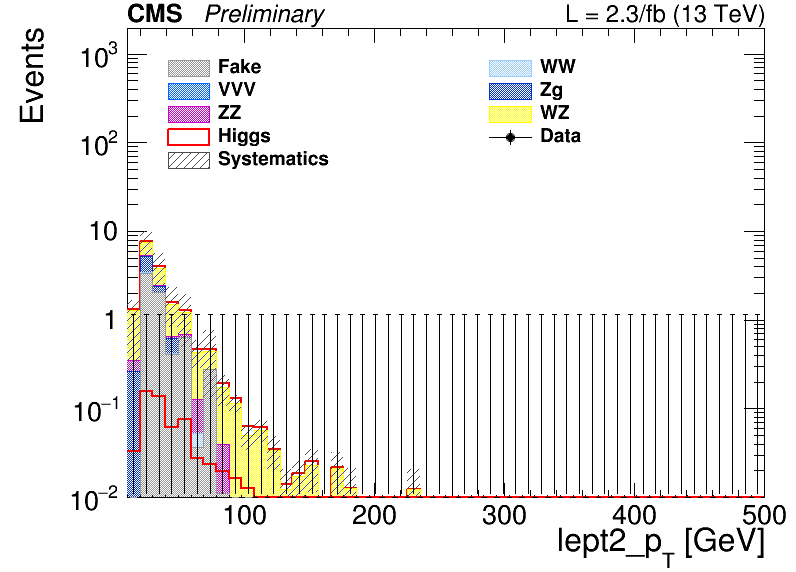 CMS Preliminary L = 2.3/fb (13 TeV)
Events
Fake WW
VVV Zg
ZZ WZ
Higgs Data
Systematics
10³
10²
10
1
10⁻¹
10⁻²
100 200 300 400 500
lept2_p_T [GeV]